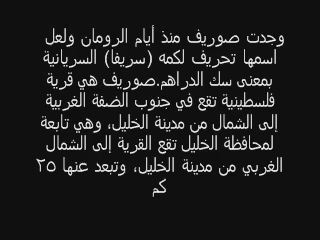 وجدت صوريف منذ أيام الرومان ولعل
اسمها تحريف لكمه (سريفا) السريانية
بمعنى سك الدراهم.صوريف هي قرية
فلسطينية تقع في جنوب الضفة الغربية
إلى الشمال من مدينة الخليل، وهي تابعة
لمحافظة الخليل تقع القرية إلى الشمال
الغربي من مدينة الخليل، وتبعد عنها ٢٥
كم